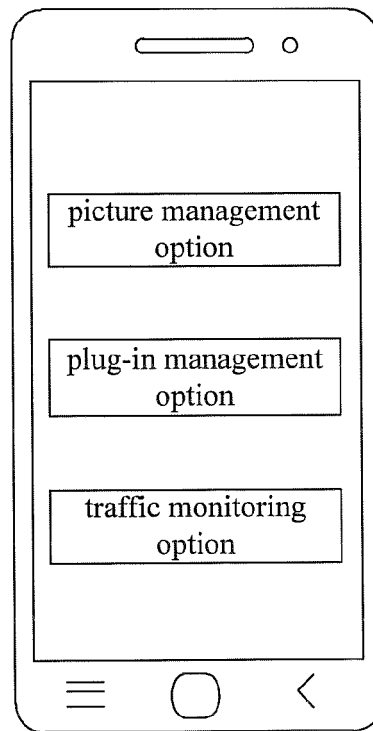 picture management
option
plug-in management
option
traffic monitoring
option